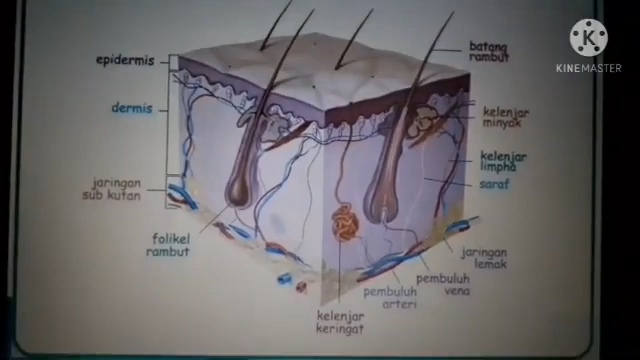 K
KINEMASTER
epidermis
dermis
jaringan
sub kutan
folikel
rambut
kelenjar
keringat
pembuluh
arteri
pembuluh
vena
jaringan
lemak
saraf
kelenjar
limpha
kelenjar
minyak
batang
rambut